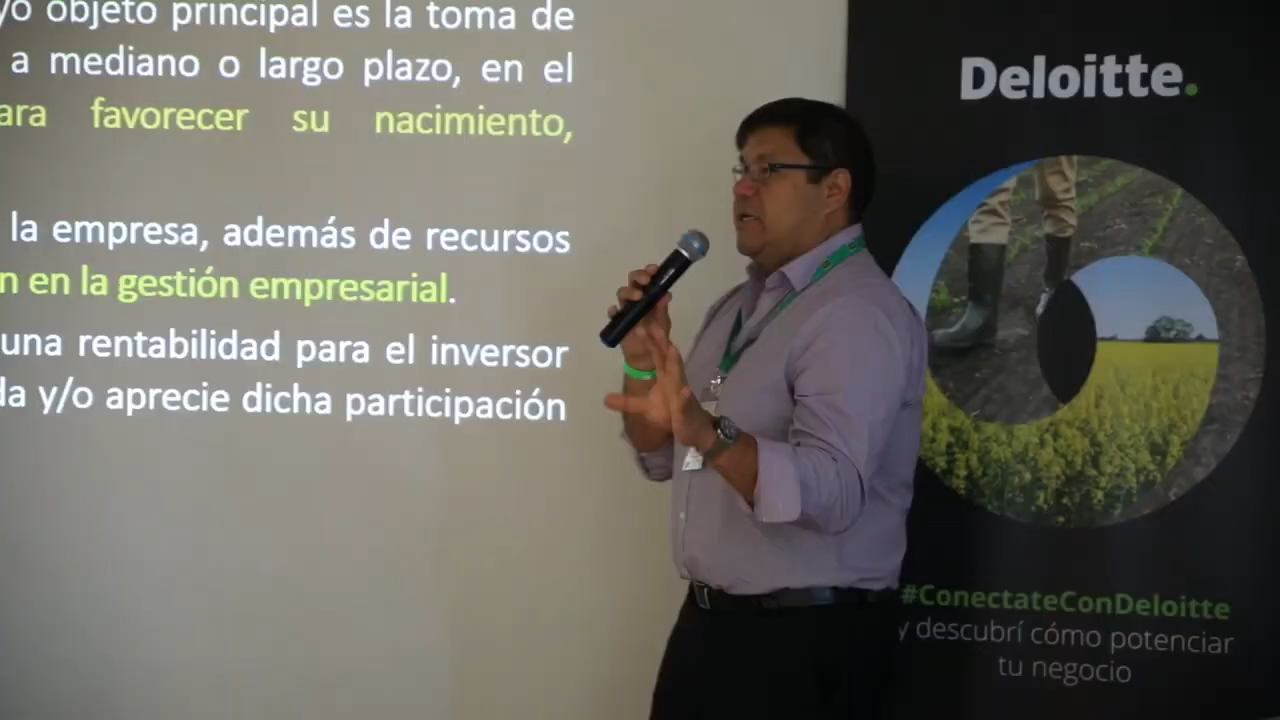 objeto principal es la toma de
a mediano o largo plazo, en el
favorecer su nacimiento,
la empresa, además de recursos
en la gestión empresarial.
una rentabilidad para el inversor
y/o aprecie dicha participación
Deloitte.
#ConectateConDeloitte
y descubrí cómo potenciar
tu negocio